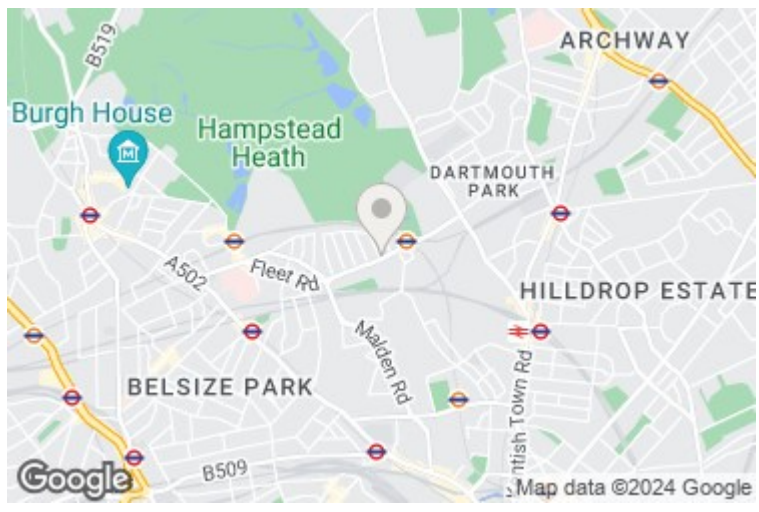 B519
ARCHWAY
Burgh House
M
Hampstead
Heath
DARTMOUTH
PARK
A502
Fleet Rd
HILLDROP ESTATE
Malden Rd
BELSIZE PARK
ntish Town Rd
B509
Google
Map data ©2024 Google